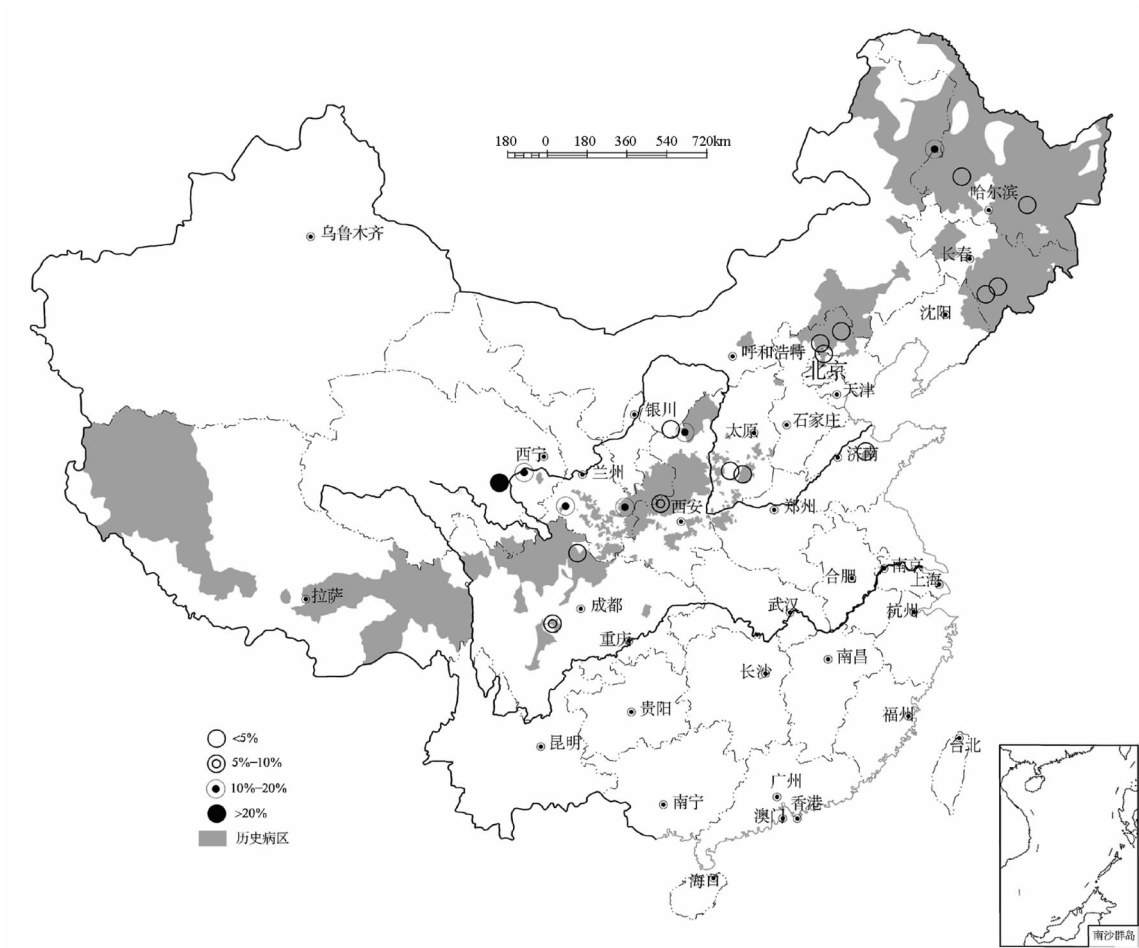 180 0 180 360 540 720km
哈尔滨
乌鲁木齐
长春
沈阳
呼和浩特
北京
天津
银川
太原
石家庄
西宁
济南
兰州
西安
郑州
南京
合肥
上海
拉萨
成都
武汉
杭州
重庆
南昌
长沙
贵阳
福州
<5%
昆明
台北
5%–10%
10%–20%
广州
南宁
香港
澳门
>20%
历史病区
海口
南沙群岛